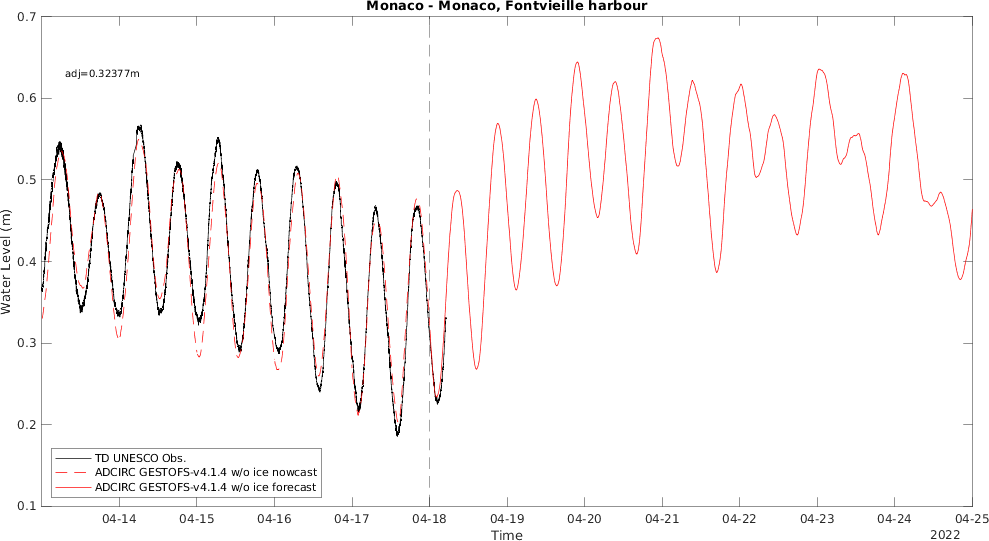 Monaco - Monaco, Fontvieille harbour
0.7
adj=0.32377m
0.6
0.5
0.4
0.3
0.2
0.1
Water Level (m)
TD UNESCO Obs.
ADCIRC GESTOFS-v4.1.4 w/o ice nowcast
ADCIRC GESTOFS-v4.1.4 w/o ice forecast
04-14 04-15 04-16 04-17 04-18 04-19 04-20 04-21 04-22 04-23 04-24 04-25
Time
2022